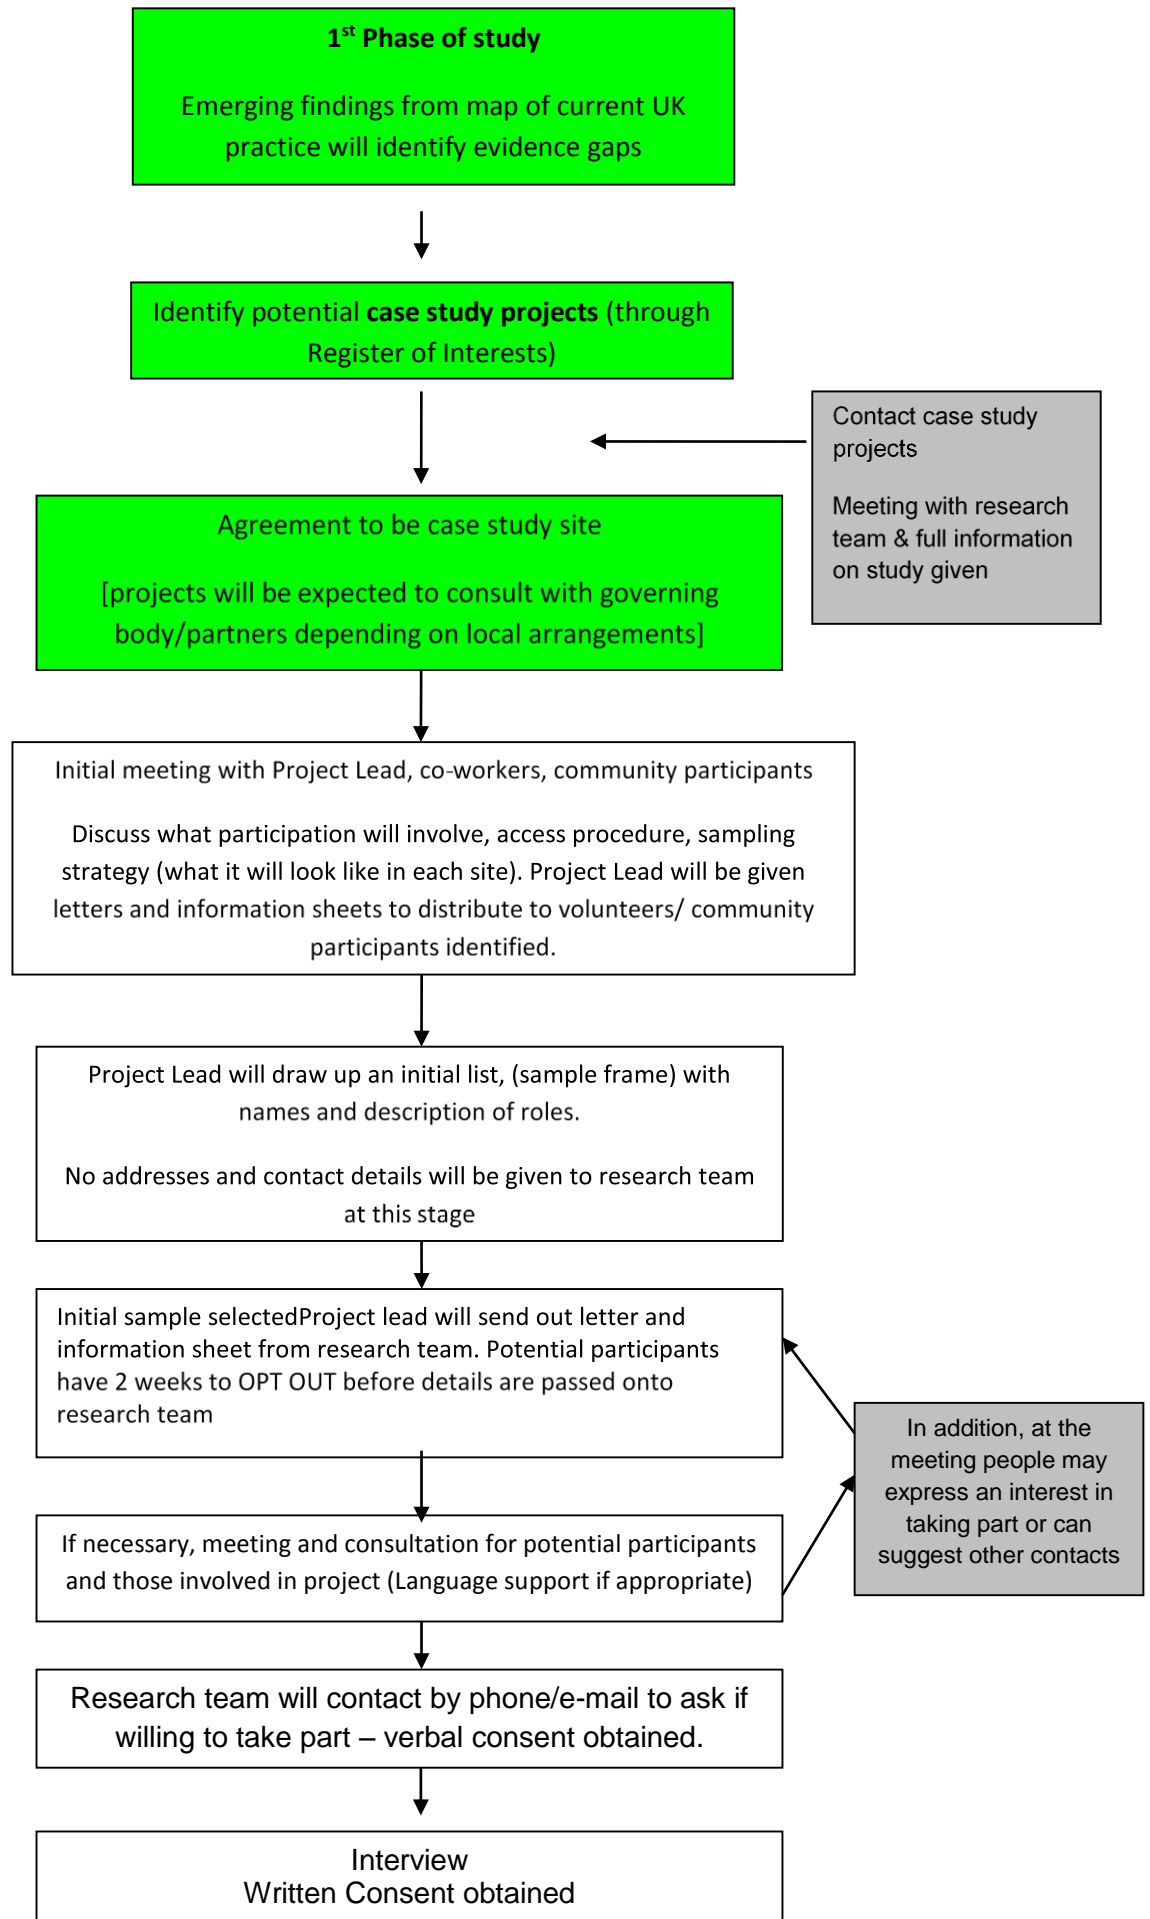 1st Phase of study
Emerging findings from map of current UK
practice will identify evidence gaps
Identify potential case study projects (through
Register of Interests)
Contact case study
projects
Meeting with research
team & full information
on study given
Agreement to be case study site
[projects will be expected to consult with governing
body/partners depending on local arrangements]
Initial meeting with Project Lead, co-workers, community participants
Discuss what participation will involve, access procedure, sampling
strategy (what it will look like in each site). Project Lead will be given
letters and information sheets to distribute to volunteers/ community
participants identified.
Project Lead will draw up an initial list, (sample frame) with
names and description of roles.
No addresses and contact details will be given to research team
at this stage
Initial sample selectedProject lead will send out letter and
information sheet from research team. Potential participants
have 2 weeks to OPT OUT before details are passed onto
research team
In addition, at the
meeting people may
express an interest in
taking part or can
suggest other contacts
If necessary, meeting and consultation for potential participants
and those involved in project (Language support if appropriate)
Research team will contact by phone/e-mail to ask if
willing to take part – verbal consent obtained.
Interview
Written Consent obtained